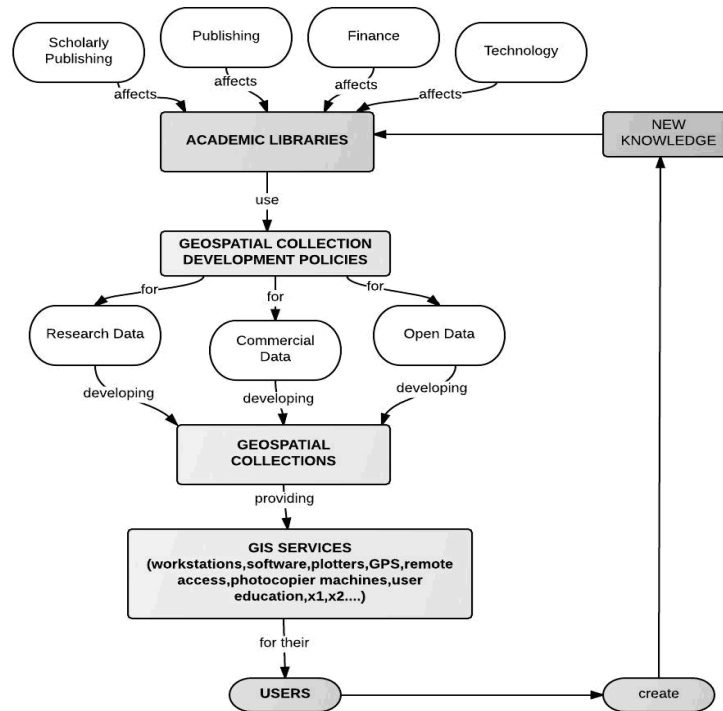 Scholarly
Publishing
Publishing
Finance
Technology
affects
affects
affects
affects
ACADEMIC LIBRARIES
NEW
KNOWLEDGE
use
GEOSPATIAL COLLECTION
DEVELOPMENT POLICIES
for
for
for
Research Data
Commercial
Data
Open Data
developing
developing
developing
GEOSPATIAL
COLLECTIONS
providing
GIS SERVICES
(workstations,software,plotters,GPS,remote
access,photocopier machines,user
education,x1,x2....)
for their
USERS
create